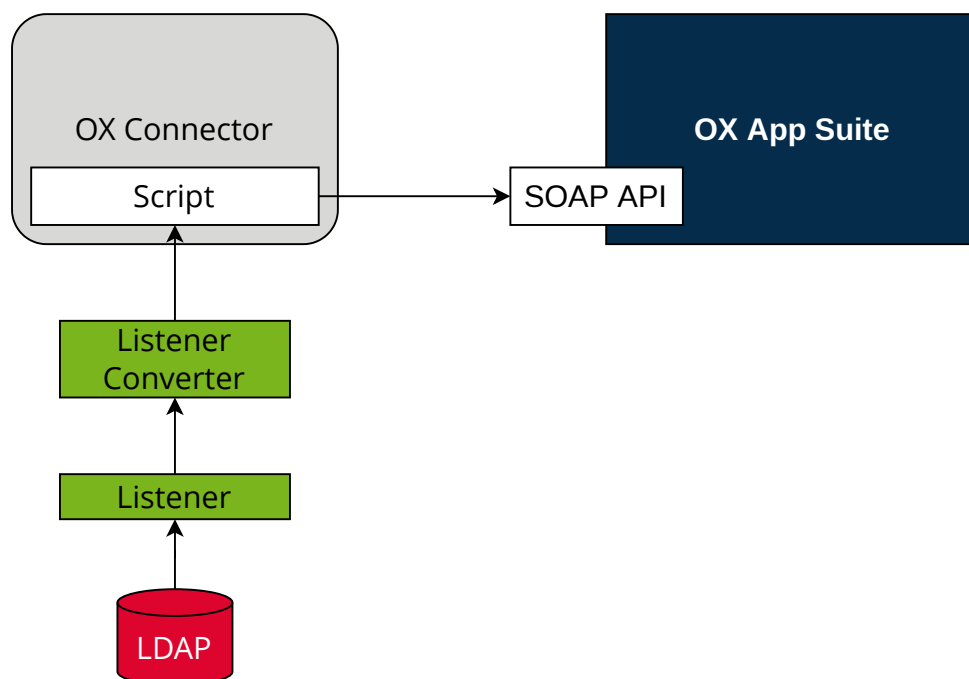 OX Connector
Script
OX App Suite
SOAP API
Listener
Converter
Listener
LDAP